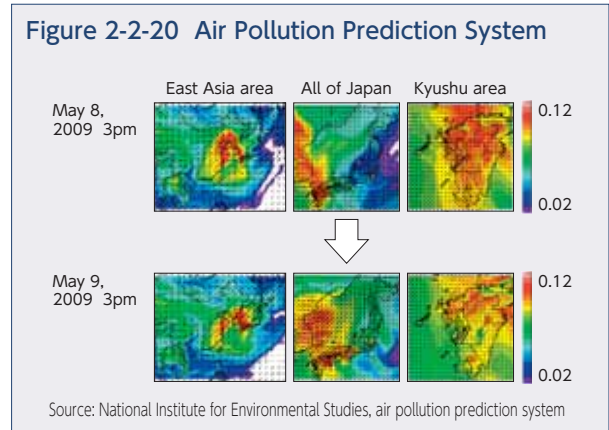 Figure 2-2-20 Air Pollution Prediction System
East Asia area All of Japan Kyushu area
May 8,
2009 3pm
0.12
0.02
May 9,
2009 3pm
0.12
0.02
Source: National Institute for Environmental Studies, air pollution prediction system